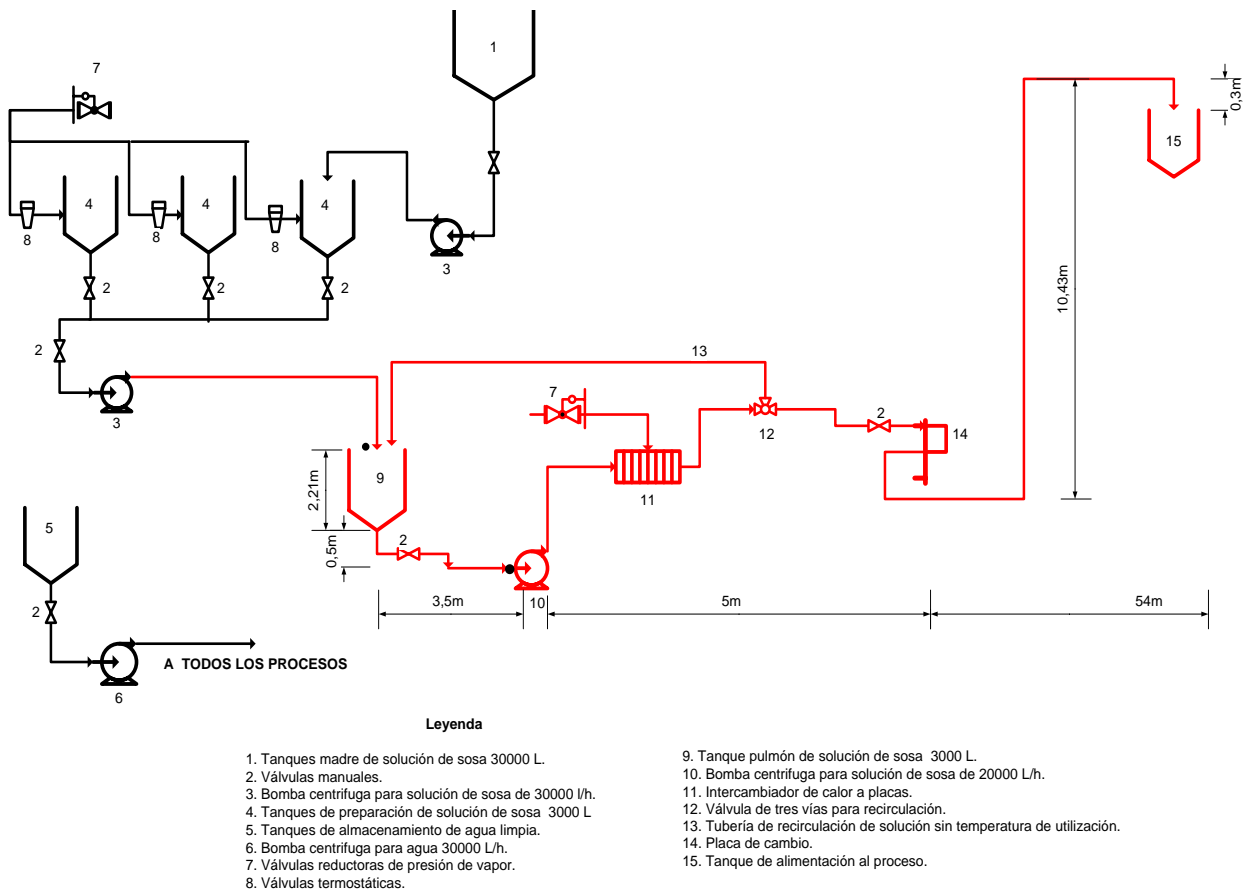 1
7
0,3m
15
4
4
4
8
8
8
3
2
2
2
10,43m
2
13
7
2
3
12
14
9
2,21m
11
5
2
0,5m
2
3,5m
10
5m
54m
A TODOS LOS PROCESOS
6
Leyenda
1. Tanques madre de solución de sosa 30000 L.
2. Válvulas manuales.
3. Bomba centrifuga para solución de sosa de 30000 l/h.
4. Tanques de preparación de solución de sosa 3000 L
5. Tanques de almacenamiento de agua limpia.
6. Bomba centrifuga para agua 30000 L/h.
7. Válvulas reductoras de presión de vapor.
8. Válvulas termostáticas.
9. Tanque pulmón de solución de sosa 3000 L.
10. Bomba centrifuga para solución de sosa de 20000 L/h.
11. Intercambiador de calor a placas.
12. Válvula de tres vías para recirculación.
13. Tubería de recirculación de solución sin temperatura de utilización.
14. Placa de cambio.
15. Tanque de alimentación al proceso.